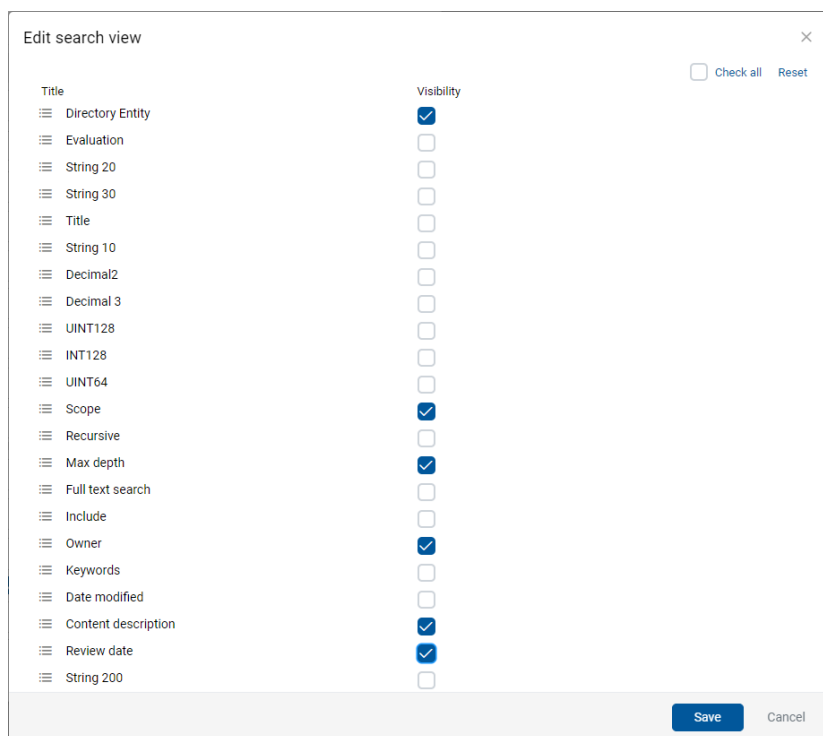 Edit search view
Check all Reset
Title Visibility
Directory Entity
Evaluation
String 20
String 30
Title
String 10
Decimal2
Decimal 3
UINT128
INT128
UINT64
Scope
Recursive
Max depth
Full text search
Include
Owner
Keywords
Date modified
Content description
Review date
String 200
Save Cancel